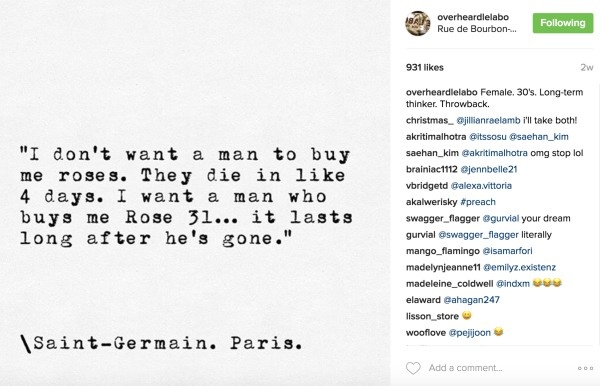 "I don't want a man to buy
me roses. They die in like
4 days. I want a man who
buys me Rose 31... it lasts
long after he's gone."
\Saint-Germain. Paris.
overheardlelabo
Rue de Bourbon-...
Following
931 likes
2w
overheardlelabo Female. 30's. Long-term
thinker. Throwback.
christmas_ @jillianraelamb i'll take both!
akritimalhotra @itssosu @saehan_kim
saehan_kim @akritimalhotra omg stop lol
brainiac1112 @jennbelle21
vbridgetd @alexa.vittoria
akalwerisky #preach
swagger_flagger @gurvial your dream
gurvial @swagger_flagger literally
mango_flamingo @isamarfori
madelynjeanne11 @emilyz.existenz
madeleine_coldwell @indxm 😂😂😂
elaward @ahagan247
lisson_store 😀
wooflove @pejijoon 😂
Add a comment...